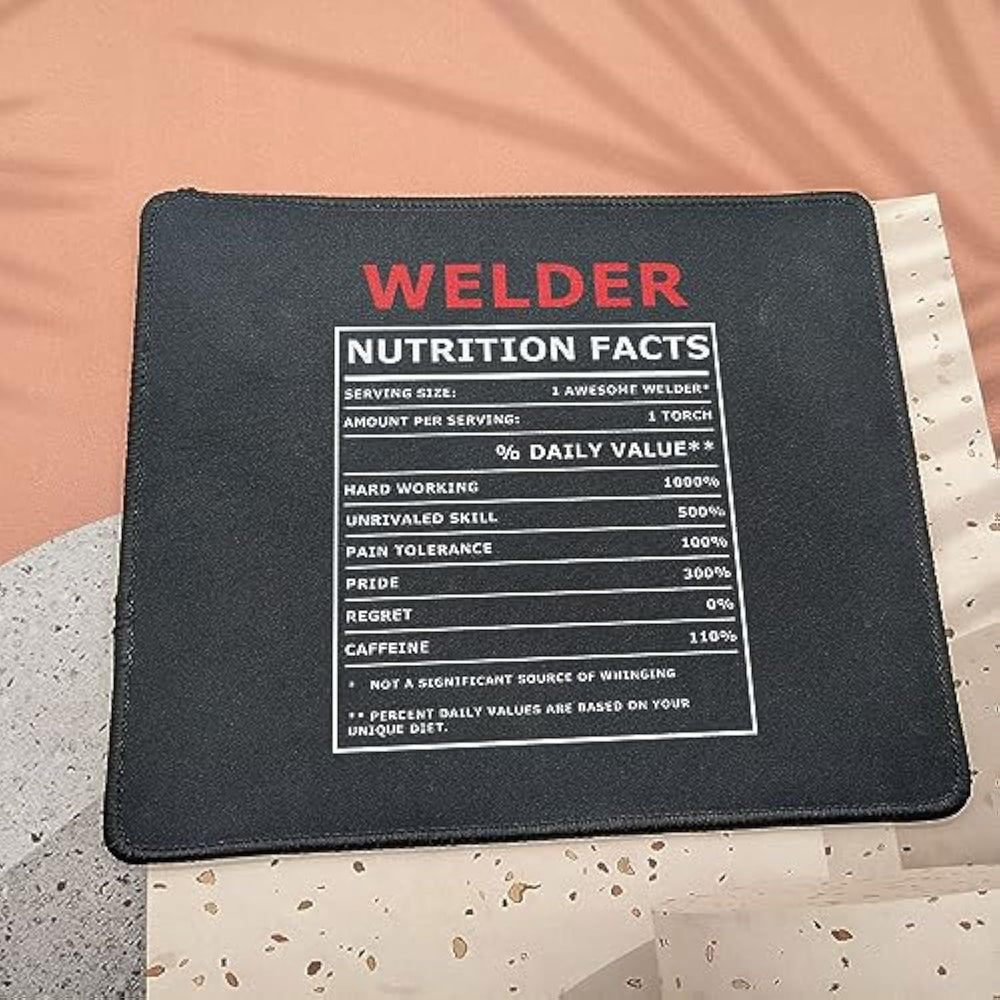 WELDER
NUTRITION FACTS
SERVING SIZE: 1 AWESOME WELDER*
AMOUNT PER SERVING: 1 TORCH
% DAILY VALUE**
HARD WORKING 1000%
UNRIVALED SKILL 500%
PAIN TOLERANCE 100%
PRIDE 300%
REGRET 0%
CAFFEINE 110%
* NOT A SIGNIFICANT SOURCE OF WHINGING
** PERCENT DAILY VALUES ARE BASED ON YOUR
UNIQUE DIET.